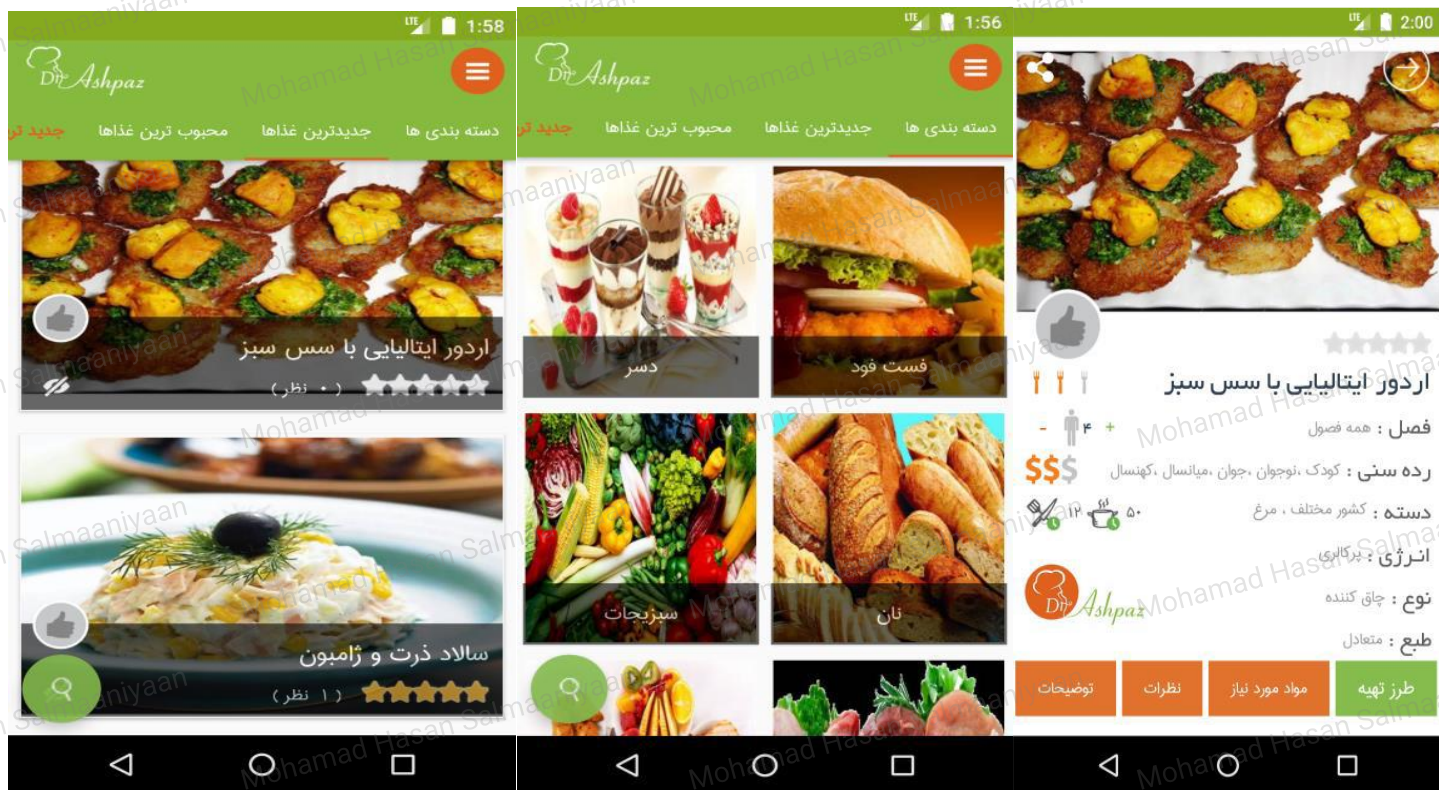 LTE 1:58
Dr Ashpaz
دسته بندی ها
جدیدترین غذاها
محبوب ترین غذاها
جدید تر
اردور ایتالیایی با سس سبز
( ۰ نظر )
سالاد ذرت و ژامبون
( ۱ نظر )
LTE 1:56
Dr Ashpaz
دسته بندی ها
جدیدترین غذاها
محبوب ترین غذاها
جدید تر
فست فود
دسر
نان
سبزیجات
LTE 2:00
اردور ایتالیایی با سس سبز
فصل : همه فصول
- ۴ +
رده سنی : کودک ،نوجوان ،جوان ،میانسال ،کهنسال
$$$
دسته : کشور مختلف ، مرغ
۱۲ ۵۰
انرژی : پرکالری
نوع : چاق کننده
Dr Ashpaz
طبع : متعادل
طرز تهیه
مواد مورد نیاز
نظرات
توضیحات
Mohamad Hasan Salmaaniyaan